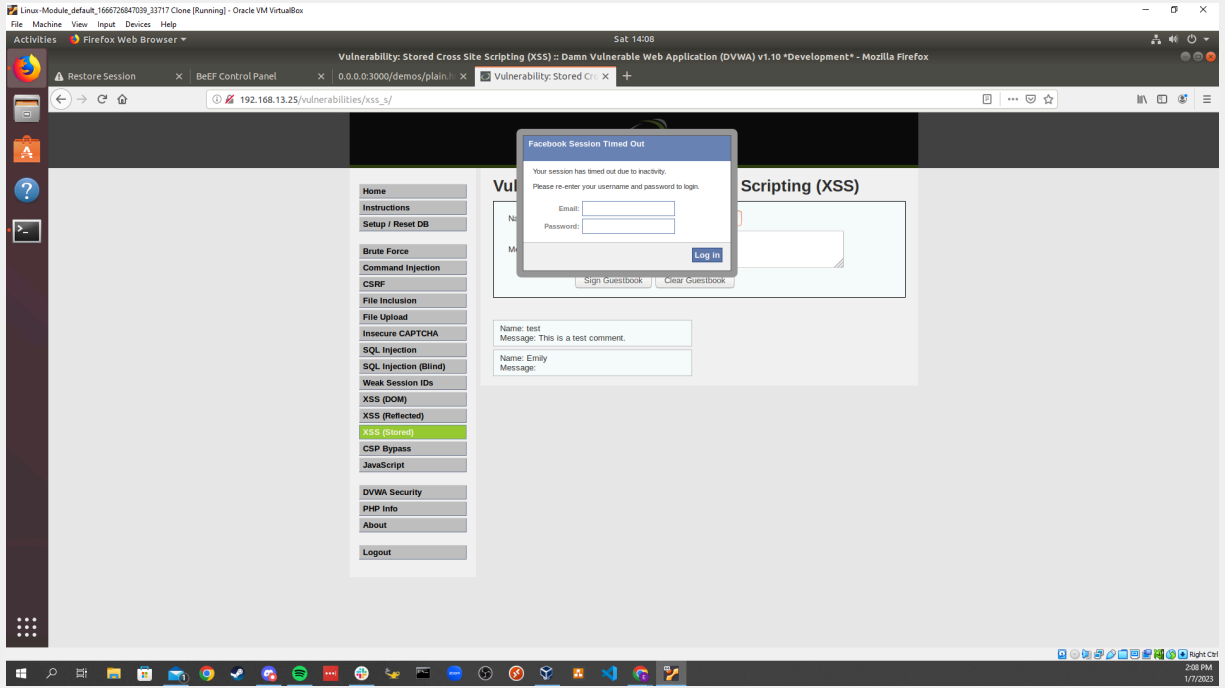 Linux-Module_default_1666726847039_33717 Clone [Running] - Oracle VM VirtualBox
File Machine View Input Devices Help
Activities Firefox Web Browser Sat 14:08
Vulnerability: Stored Cross Site Scripting (XSS) :: Damn Vulnerable Web Application (DVWA) v1.10 *Development* - Mozilla Firefox
Restore Session BeEF Control Panel 0.0.0.0:3000/demos/plain.h Vulnerability: Stored Cro
192.168.13.25/vulnerabilities/xss_s/
Facebook Session Timed Out
Your session has timed out due to inactivity.
Please re-enter your username and password to login.
Email:
Password:
Log in
Vul Scripting (XSS)
Na
Me
Sign Guestbook Clear Guestbook
Name: test
Message: This is a test comment.
Name: Emily
Message:
Home
Instructions
Setup / Reset DB
Brute Force
Command Injection
CSRF
File Inclusion
File Upload
Insecure CAPTCHA
SQL Injection
SQL Injection (Blind)
Weak Session IDs
XSS (DOM)
XSS (Reflected)
XSS (Stored)
CSP Bypass
JavaScript
DVWA Security
PHP Info
About
Logout
Right Ctrl
2:08 PM
1/7/2023